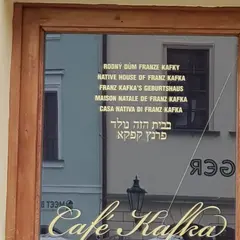 RODNÝ DŮM FRANZE KAFKY
NATIVE HOUSE OF FRANZ KAFKA
FRANZ KAFKA'S GEBURTSHAUS
MAISON NATALE DE FRANZ KAFKA
CASA NATIVA DI FRANZ KAFKA
בבית הזה נולד
פרנץ קפקא
Café Kafka